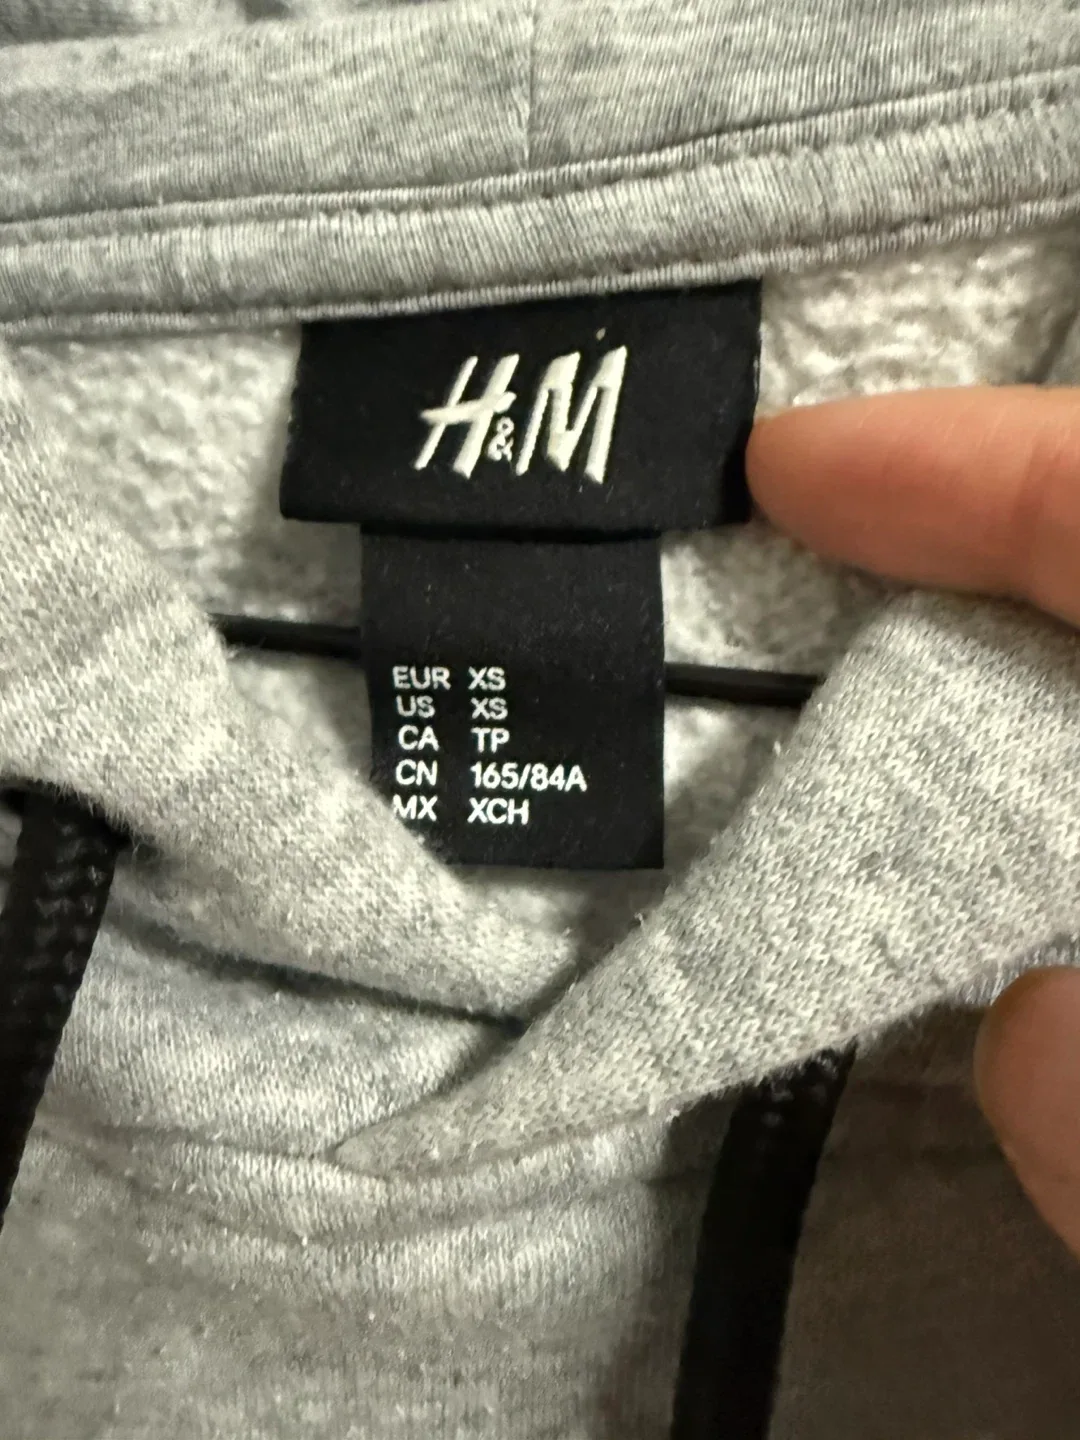 H&M
EUR XS
US XS
CA TP
CN 165/84A
MX XCH